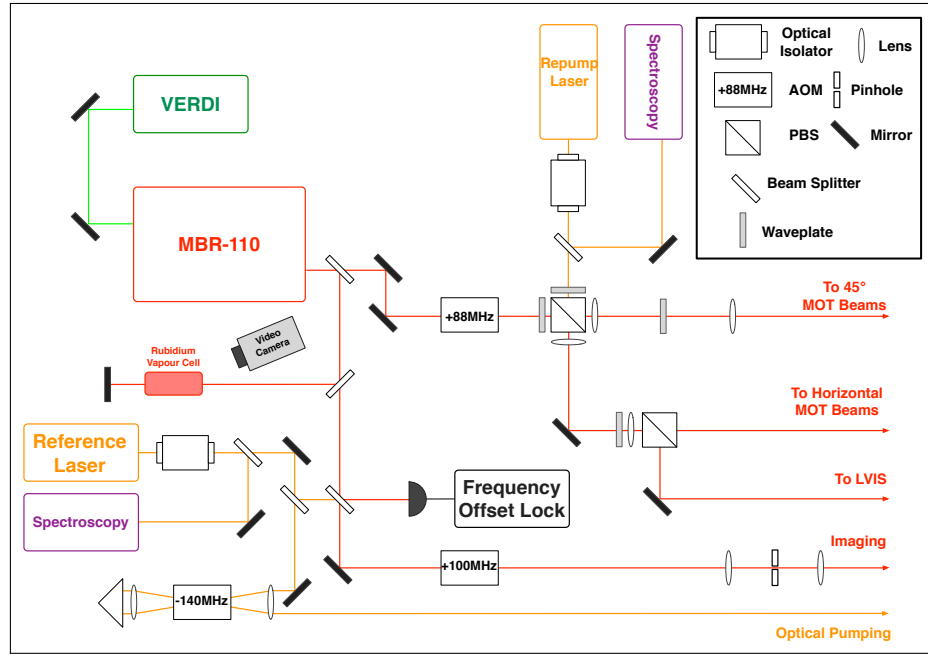 VERDI
MBR-110
Repump
Laser
Spectroscopy
Optical
Isolator
Lens
+88MHz
AOM
Pinhole
PBS
Mirror
Beam Splitter
Waveplate
+88MHz
To 45°
MOT Beams
Video
Camera
Rubidium
Vapour Cell
To Horizontal
MOT Beams
Reference
Laser
Spectroscopy
Frequency
Offset Lock
To LVIS
+100MHz
Imaging
-140MHz
Optical Pumping